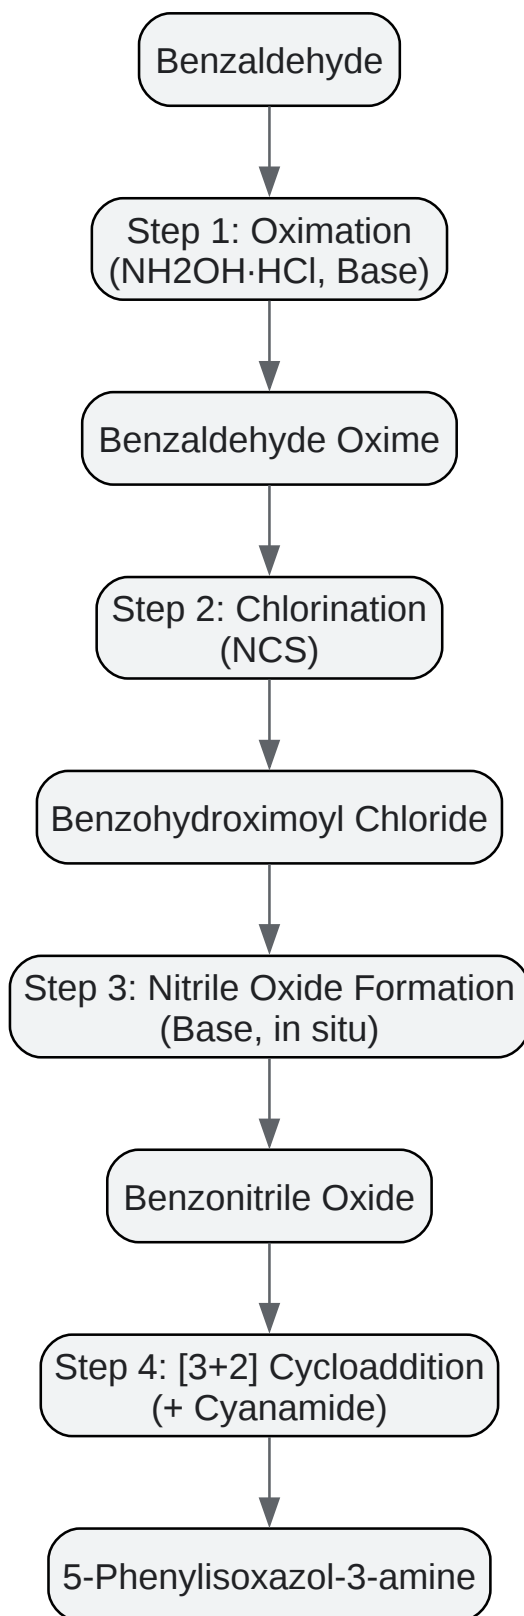 Benzaldehyde
Step 1: Oximation
(NH2OH·HCl, Base)
Benzaldehyde Oxime
Step 2: Chlorination
(NCS)
Benzohydroximoyl Chloride
Step 3: Nitrile Oxide Formation
(Base, in situ)
Benzonitrile Oxide
Step 4: [3+2] Cycloaddition
(+ Cyanamide)
5-Phenylisoxazol-3-amine